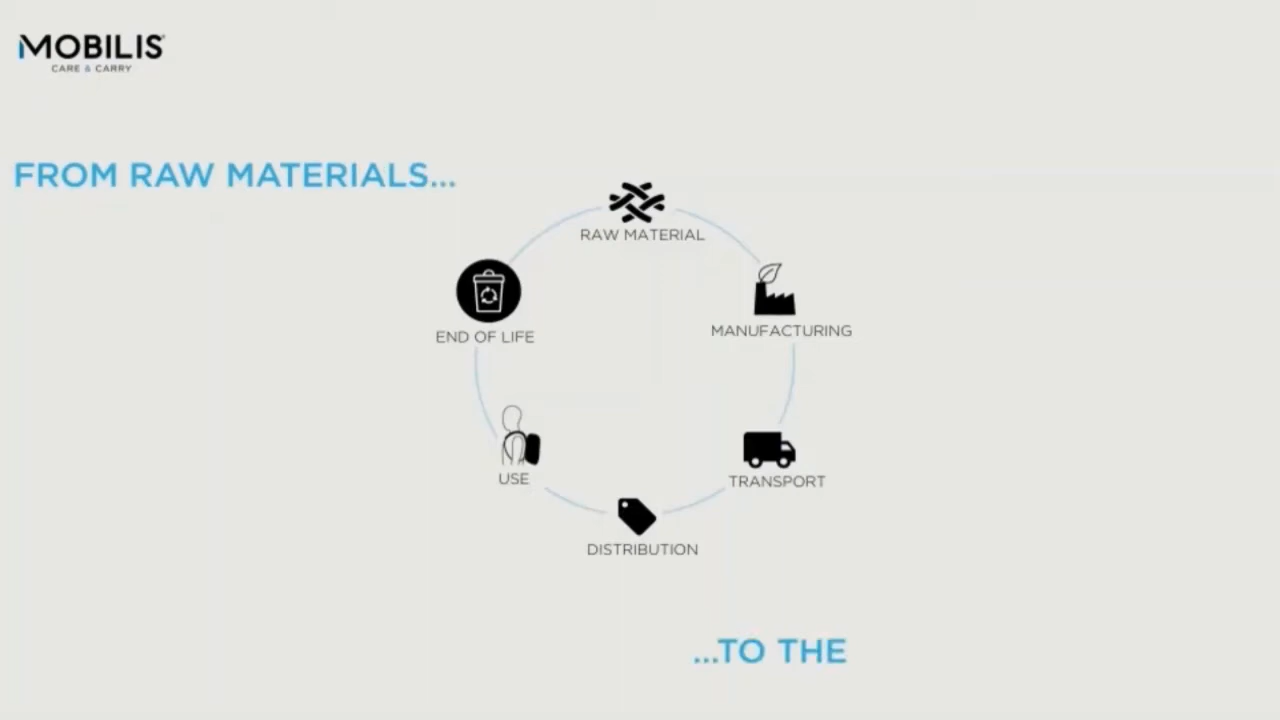 MOBILIS
CARE & CARRY
FROM RAW MATERIALS...
RAW MATERIAL
END OF LIFE
MANUFACTURING
USE
TRANSPORT
DISTRIBUTION
...TO THE